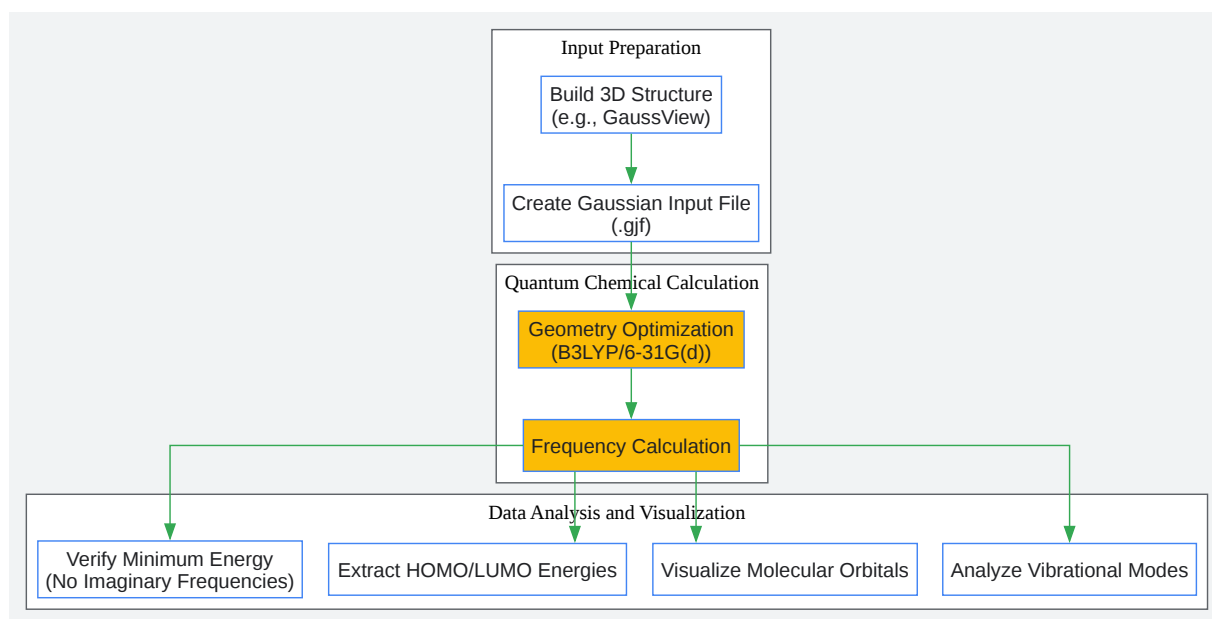 Input Preparation
Build 3D Structure
(e.g., GaussView)
Create Gaussian Input File
(.gjf)
Quantum Chemical Calculation
Geometry Optimization
(B3LYP/6-31G(d))
Frequency Calculation
Data Analysis and Visualization
Verify Minimum Energy
(No Imaginary Frequencies)
Extract HOMO/LUMO Energies
Visualize Molecular Orbitals
Analyze Vibrational Modes